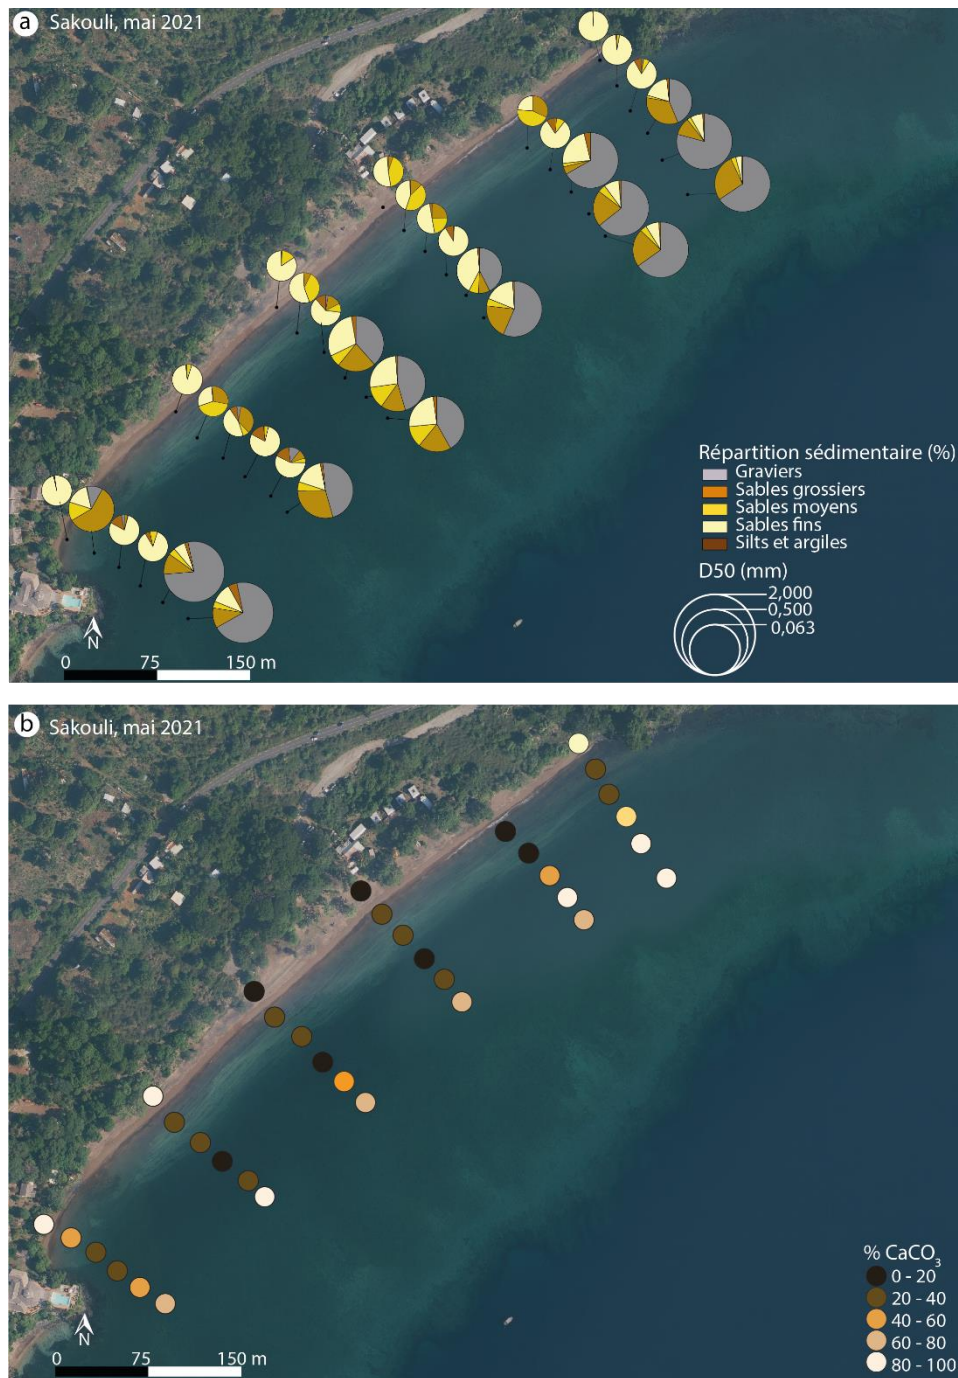 a Sakouli, mai 2021
Répartition sédimentaire (%)
Graviers
Sables grossiers
Sables moyens
Sables fins
Silts et argiles
D50 (mm)
2,000
0,500
0,063
N
0 75 150 m
b Sakouli, mai 2021
% CaCO₃
0 - 20
20 - 40
40 - 60
60 - 80
80 - 100
N
0 75 150 m